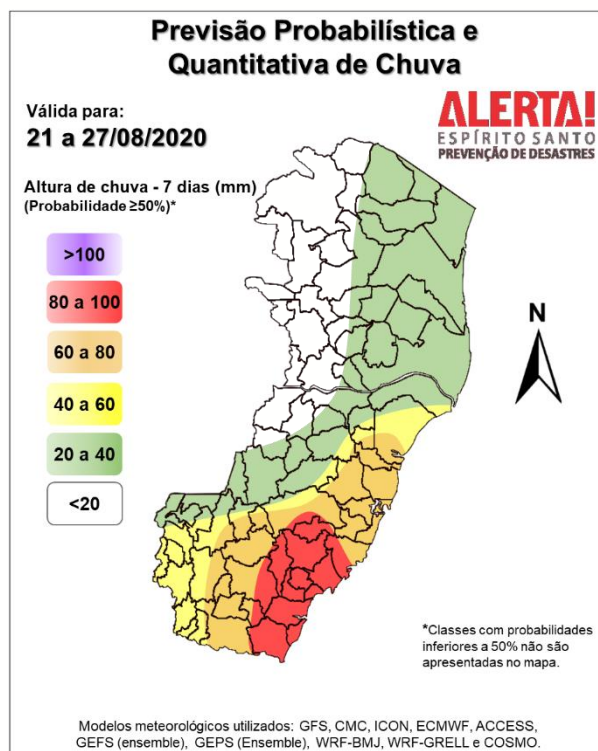 Previsão Probabilística e
Quantitativa de Chuva
Válida para:
21 a 27/08/2020
ALERTA!
ESPÍRITO SANTO
PREVENÇÃO DE DESASTRES
Altura de chuva - 7 dias (mm)
(Probabilidade ≥50%)*
>100
80 a 100
60 a 80
40 a 60
20 a 40
<20
N
*Classes com probabilidades
inferiores a 50% não são
apresentadas no mapa.
Modelos meteorológicos utilizados: GFS, CMC, ICON, ECMWF, ACCESS,
GEFS (ensemble), GEPS (Ensemble), WRF-BMJ, WRF-GRELL e COSMO.